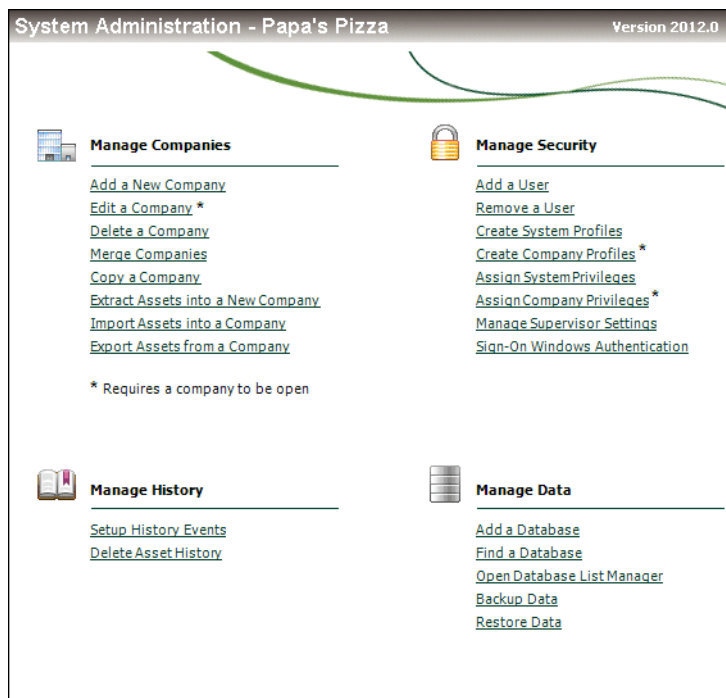 System Administration - Papa's Pizza
Version 2012.0
Manage Companies
Add a New Company
Edit a Company *
Delete a Company
Merge Companies
Copy a Company
Extract Assets into a New Company
Import Assets into a Company
Export Assets from a Company
* Requires a company to be open
Manage Security
Add a User
Remove a User
Create System Profiles
Create Company Profiles *
Assign System Privileges
Assign Company Privileges *
Manage Supervisor Settings
Sign-On Windows Authentication
Manage History
Setup History Events
Delete Asset History
Manage Data
Add a Database
Find a Database
Open Database List Manager
Backup Data
Restore Data